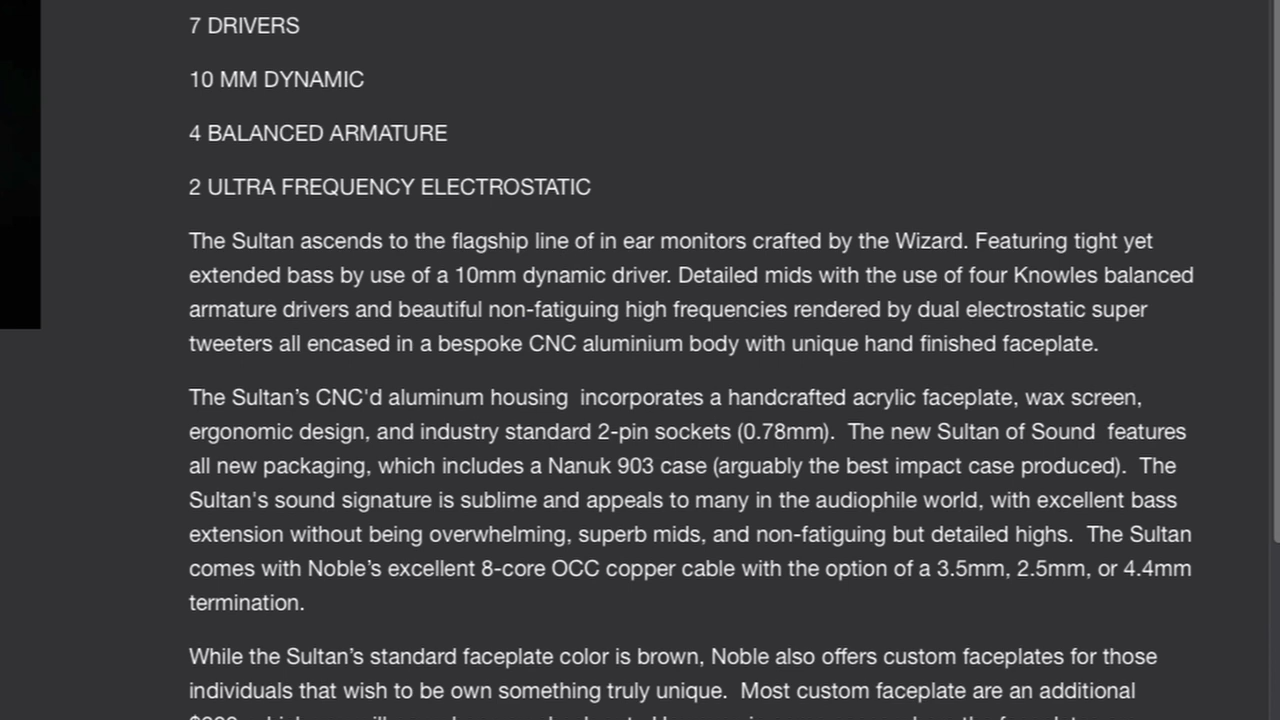 7 DRIVERS
10 MM DYNAMIC
4 BALANCED ARMATURE
2 ULTRA FREQUENCY ELECTROSTATIC
The Sultan ascends to the flagship line of in ear monitors crafted by the Wizard. Featuring tight yet
extended bass by use of a 10mm dynamic driver. Detailed mids with the use of four Knowles balanced
armature drivers and beautiful non-fatiguing high frequencies rendered by dual electrostatic super
tweeters all encased in a bespoke CNC aluminium body with unique hand finished faceplate.
The Sultan’s CNC'd aluminum housing  incorporates a handcrafted acrylic faceplate, wax screen,
ergonomic design, and industry standard 2-pin sockets (0.78mm).  The new Sultan of Sound  features
all new packaging, which includes a Nanuk 903 case (arguably the best impact case produced).  The
Sultan's sound signature is sublime and appeals to many in the audiophile world, with excellent bass
extension without being overwhelming, superb mids, and non-fatiguing but detailed highs.  The Sultan
comes with Noble’s excellent 8-core OCC copper cable with the option of a 3.5mm, 2.5mm, or 4.4mm
termination.
While the Sultan’s standard faceplate color is brown, Noble also offers custom faceplates for those
individuals that wish to be own something truly unique.  Most custom faceplate are an additional